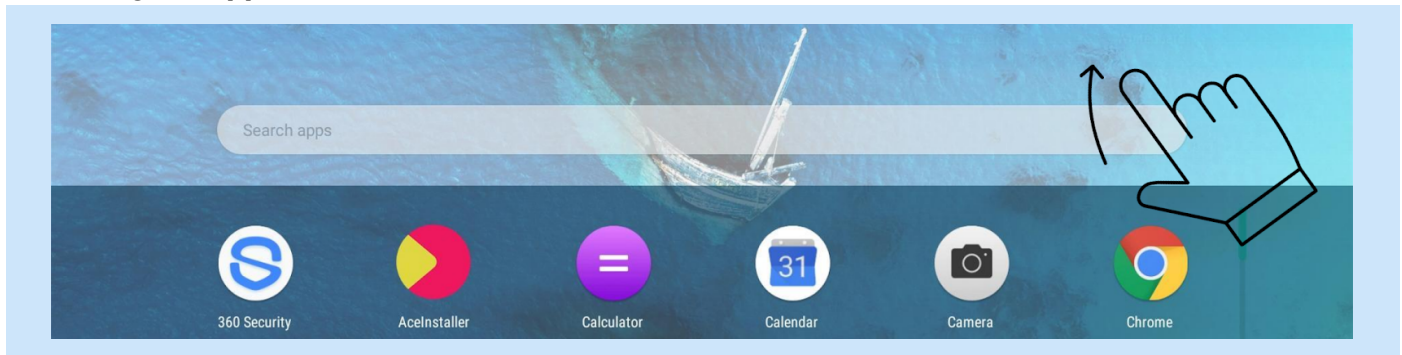 Search apps
31
360 Security
AceInstaller
Calculator
Calendar
Camera
Chrome